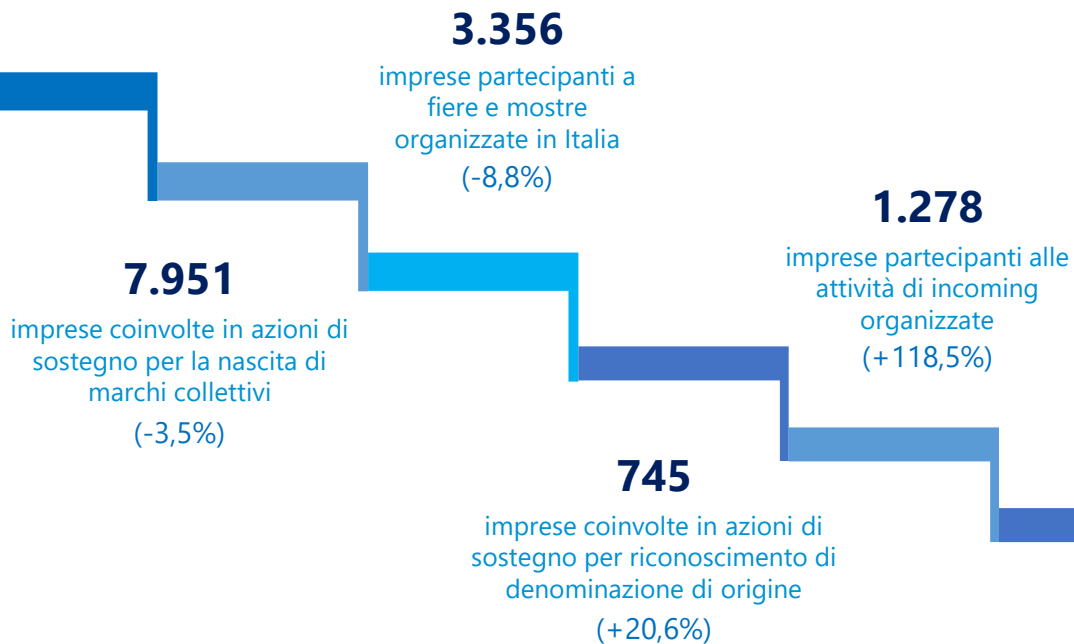 3.356
imprese partecipanti a
fiere e mostre
organizzate in Italia
(-8,8%)
1.278
imprese partecipanti alle
attività di incoming
organizzate
(+118,5%)
7.951
imprese coinvolte in azioni di
sostegno per la nascita di
marchi collettivi
(-3,5%)
745
imprese coinvolte in azioni di
sostegno per riconoscimento di
denominazione di origine
(+20,6%)